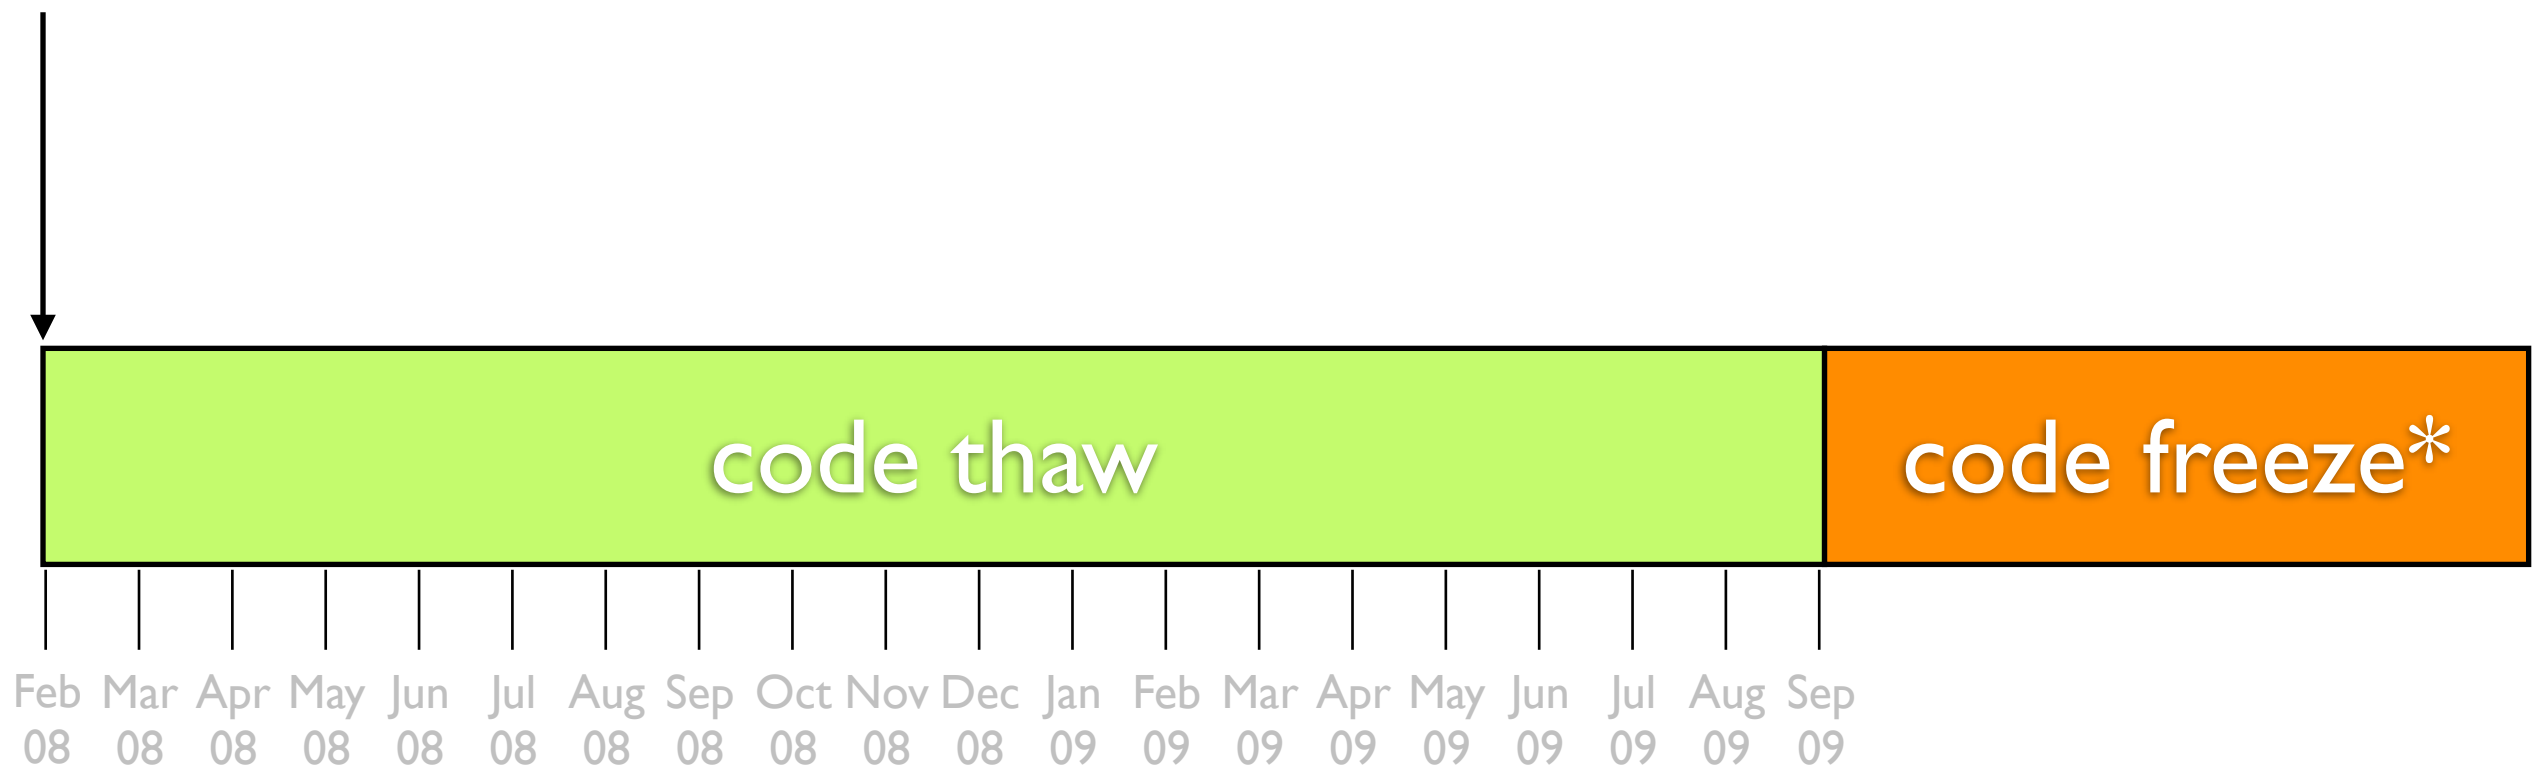 code thaw
code freeze*
Feb Mar Apr May Jun Jul Aug Sep Oct Nov Dec Jan Feb Mar Apr May Jun Jul Aug Sep
08 08 08 08 08 08 08 08 08 08 08 09 09 09 09 09 09 09 09 09